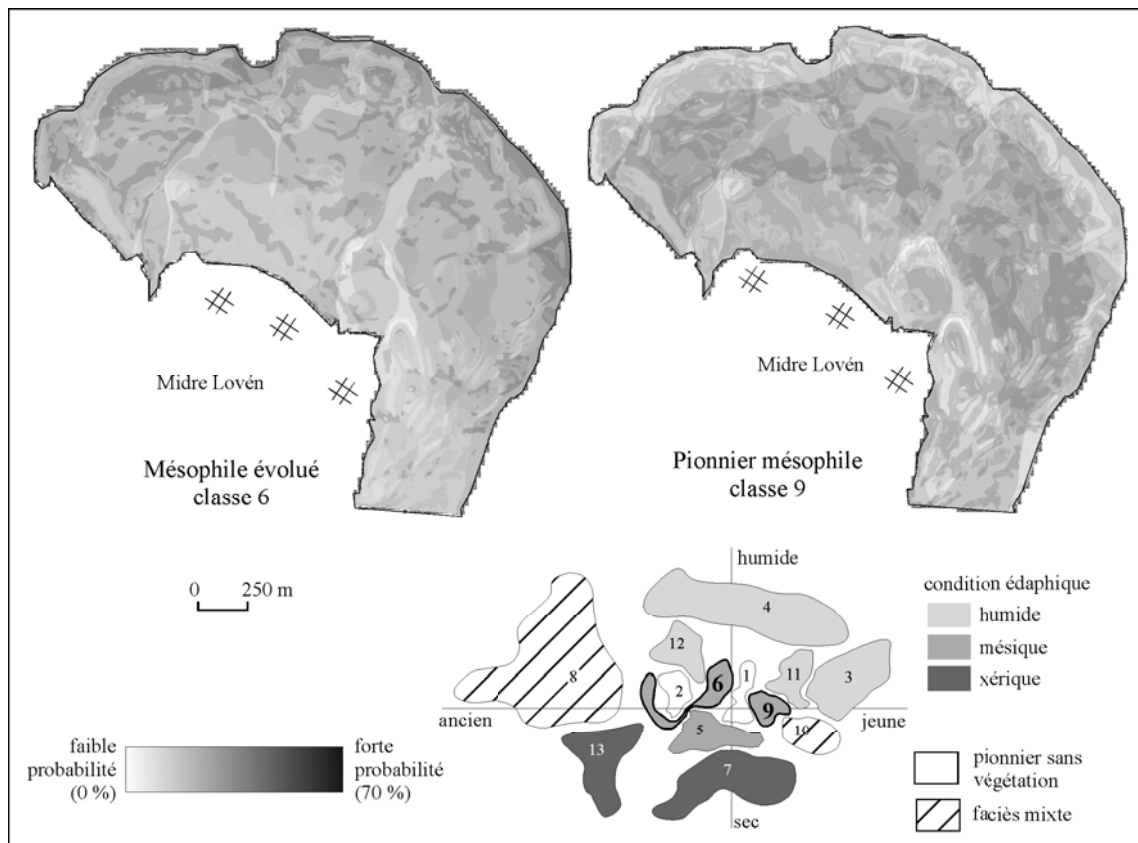 Midre Lovén
Mésophile évolué
classe 6
Midre Lovén
Pionnier mésophile
classe 9
0 250 m
faible
probabilité
(0 %)
forte
probabilité
(70 %)
humide
4
12
8
2
6
1
11
3
ancien
jeune
9
10
5
13
7
sec
condition édaphique
humide
mésique
xérique
pionnier sans
végétation
faciès mixte